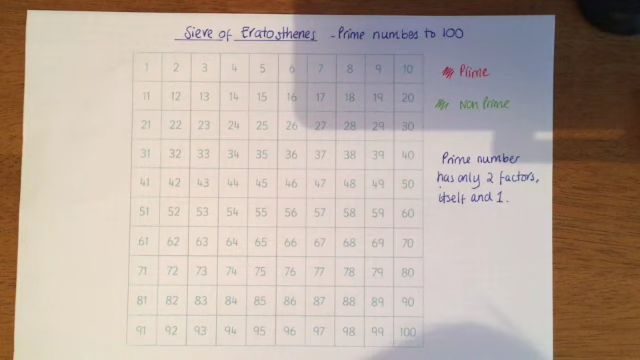 Sieve of Eratosthenes - Prime numbes to 100
1 2 3 4 5 6 7 8 9 10
11 12 13 14 15 16 17 18 19 20
21 22 23 24 25 26 27 28 29 30
31 32 33 34 35 36 37 38 39 40
41 42 43 44 45 46 47 48 49 50
51 52 53 54 55 56 57 58 59 60
61 62 63 64 65 66 67 68 69 70
71 72 73 74 75 76 77 78 79 80
81 82 83 84 85 86 87 88 89 90
91 92 93 94 95 96 97 98 99 100
Prime
Non Prime
Prime number
has only 2 factors,
itself and 1.